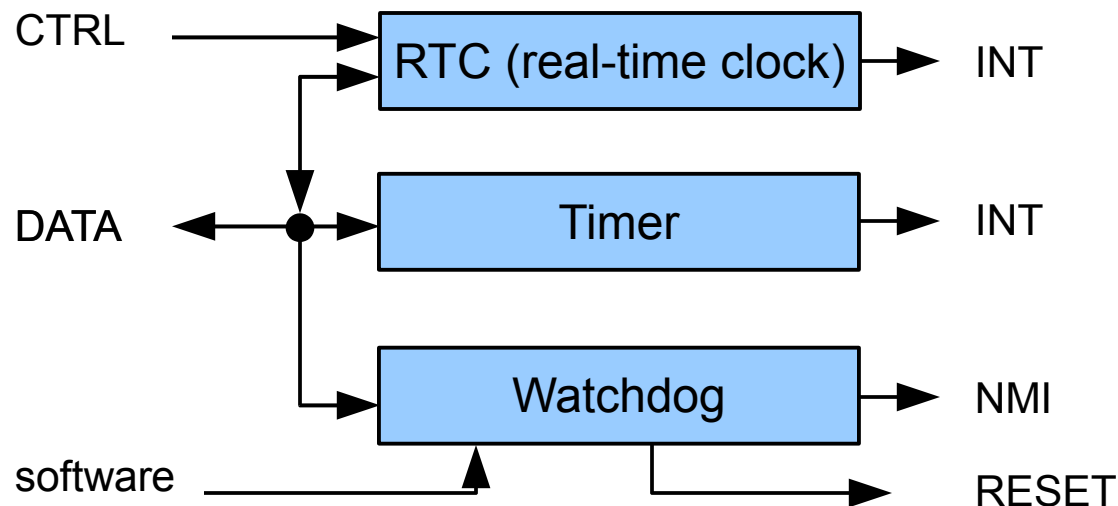 CTRL
RTC (real-time clock)
INT
DATA
Timer
INT
Watchdog
NMI
software
RESET